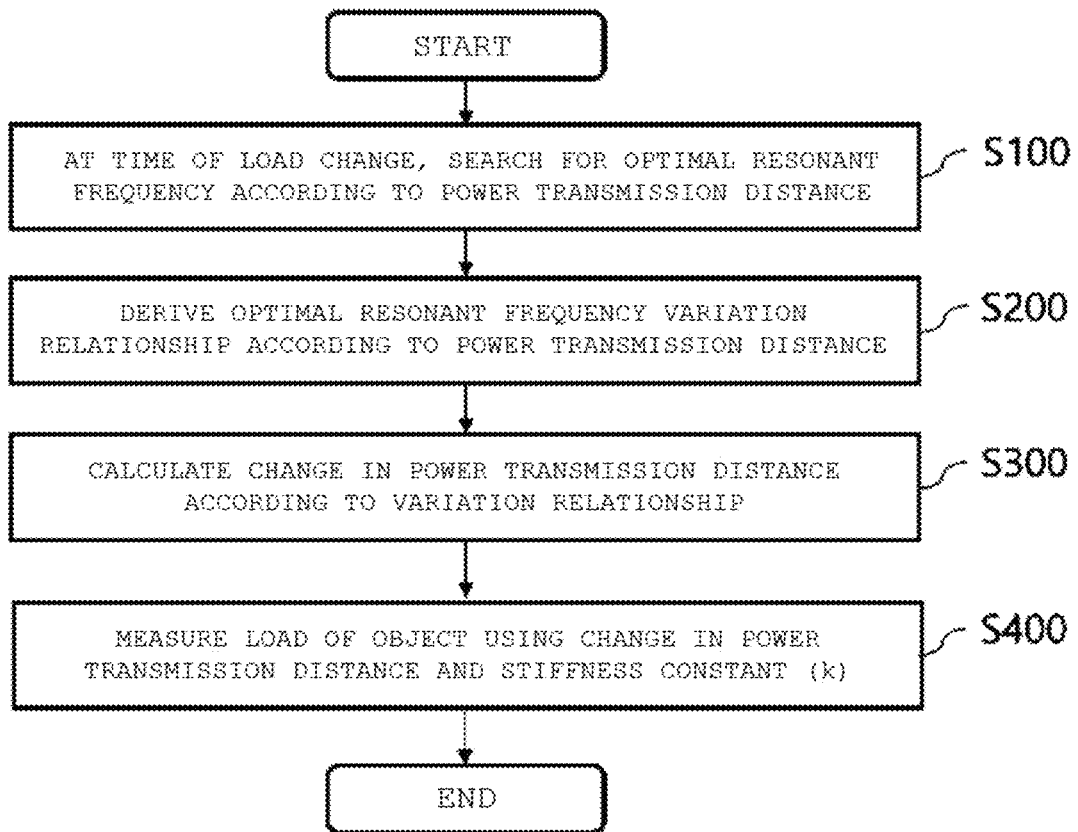 START
AT TIME OF LOAD CHANGE, SEARCH FOR OPTIMAL RESONANT
FREQUENCY ACCORDING TO POWER TRANSMISSION DISTANCE
S100
DERIVE OPTIMAL RESONANT FREQUENCY VARIATION
RELATIONSHIP ACCORDING TO POWER TRANSMISSION DISTANCE
S200
CALCULATE CHANGE IN POWER TRANSMISSION DISTANCE
ACCORDING TO VARIATION RELATIONSHIP
S300
MEASURE LOAD OF OBJECT USING CHANGE IN POWER
TRANSMISSION DISTANCE AND STIFFNESS CONSTANT (k)
S400
END